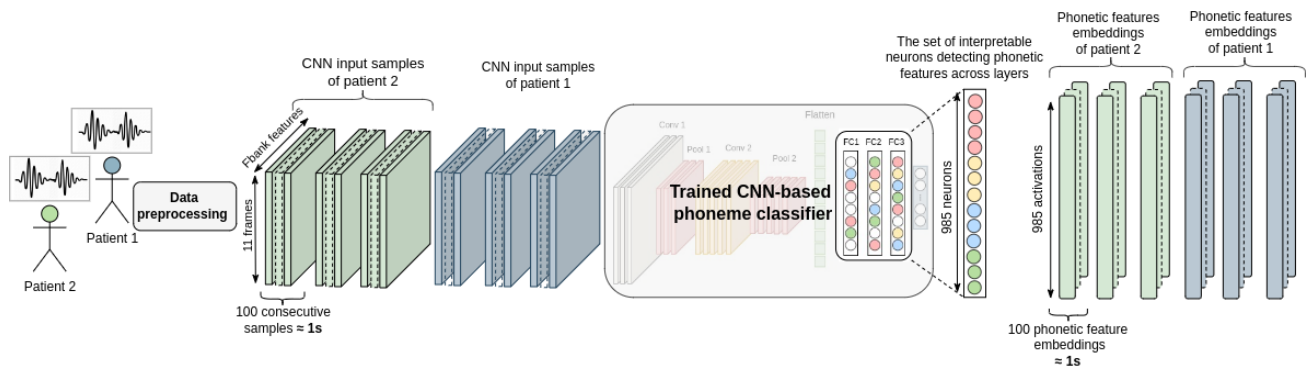 Patient 1
Patient 2
Data
preprocessing
CNN input samples
of patient 2
Fbank features
11 frames
100 consecutive
samples ≈ 1s
CNN input samples
of patient 1
Conv 1
Pool 1
Conv 2
Pool 2
Flatten
FC1
FC2
FC3
Trained CNN-based
phoneme classifier
The set of interpretable
neurons detecting phonetic
features across layers
985 neurons
Phonetic features
embeddings
of patient 2
985 activations
100 phonetic feature
embeddings
≈ 1s
Phonetic features
embeddings
of patient 1